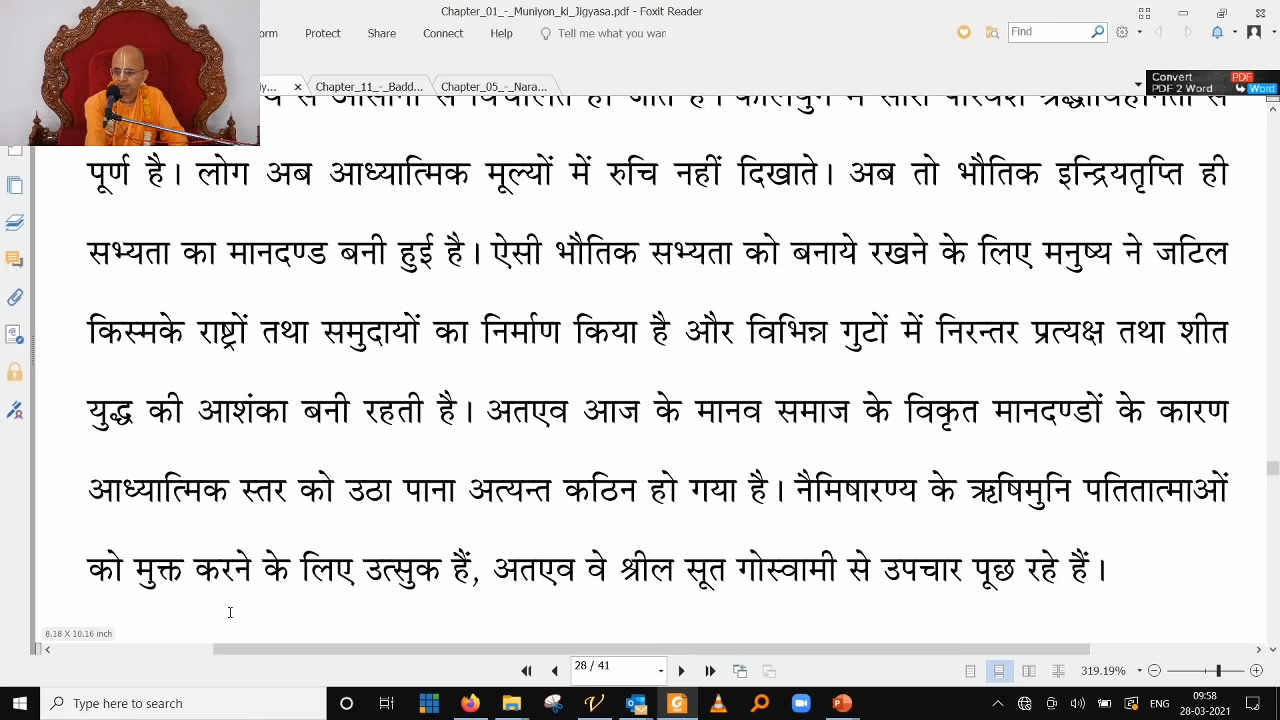 Chapter_01_-_Muniyon_ki_Jigyasa.pdf - Foxit Reader
orm Protect Share Connect Help Tell me what you wan Find
iy... × Chapter_11_-_Badd... Chapter_05_-_Nara...
Convert PDF
PDF 2 Word Word
पूर्ण है। लोग अब आध्यात्मिक मूल्यों में रुचि नहीं दिखाते। अब तो भौतिक इन्द्रियतृप्ति ही
सभ्यता का मानदण्ड बनी हुई है। ऐसी भौतिक सभ्यता को बनाये रखने के लिए मनुष्य ने जटिल
किस्मके राष्ट्रों तथा समुदायों का निर्माण किया है और विभिन्न गुटों में निरन्तर प्रत्यक्ष तथा शीत
युद्ध की आशंका बनी रहती है। अतएव आज के मानव समाज के विकृत मानदण्डों के कारण
आध्यात्मिक स्तर को उठा पाना अत्यन्त कठिन हो गया है। नैमिषारण्य के ऋषिमुनि पतितात्माओं
को मुक्त करने के लिए उत्सुक हैं, अतएव वे श्रील सूत गोस्वामी से उपचार पूछ रहे हैं।
8.18 X 10.16 inch
28 / 41 319.19%
Type here to search ENG 09:58
28-03-2021